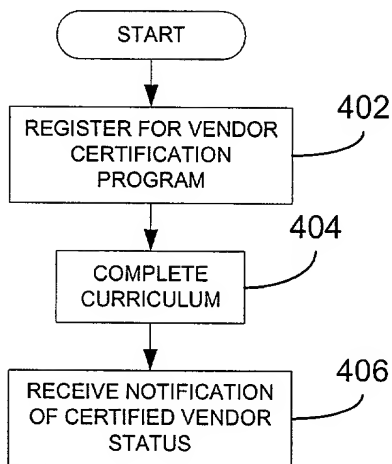 START
REGISTER FOR VENDOR
CERTIFICATION
PROGRAM
402
COMPLETE
CURRICULUM
404
RECEIVE NOTIFICATION
OF CERTIFIED VENDOR
STATUS
406